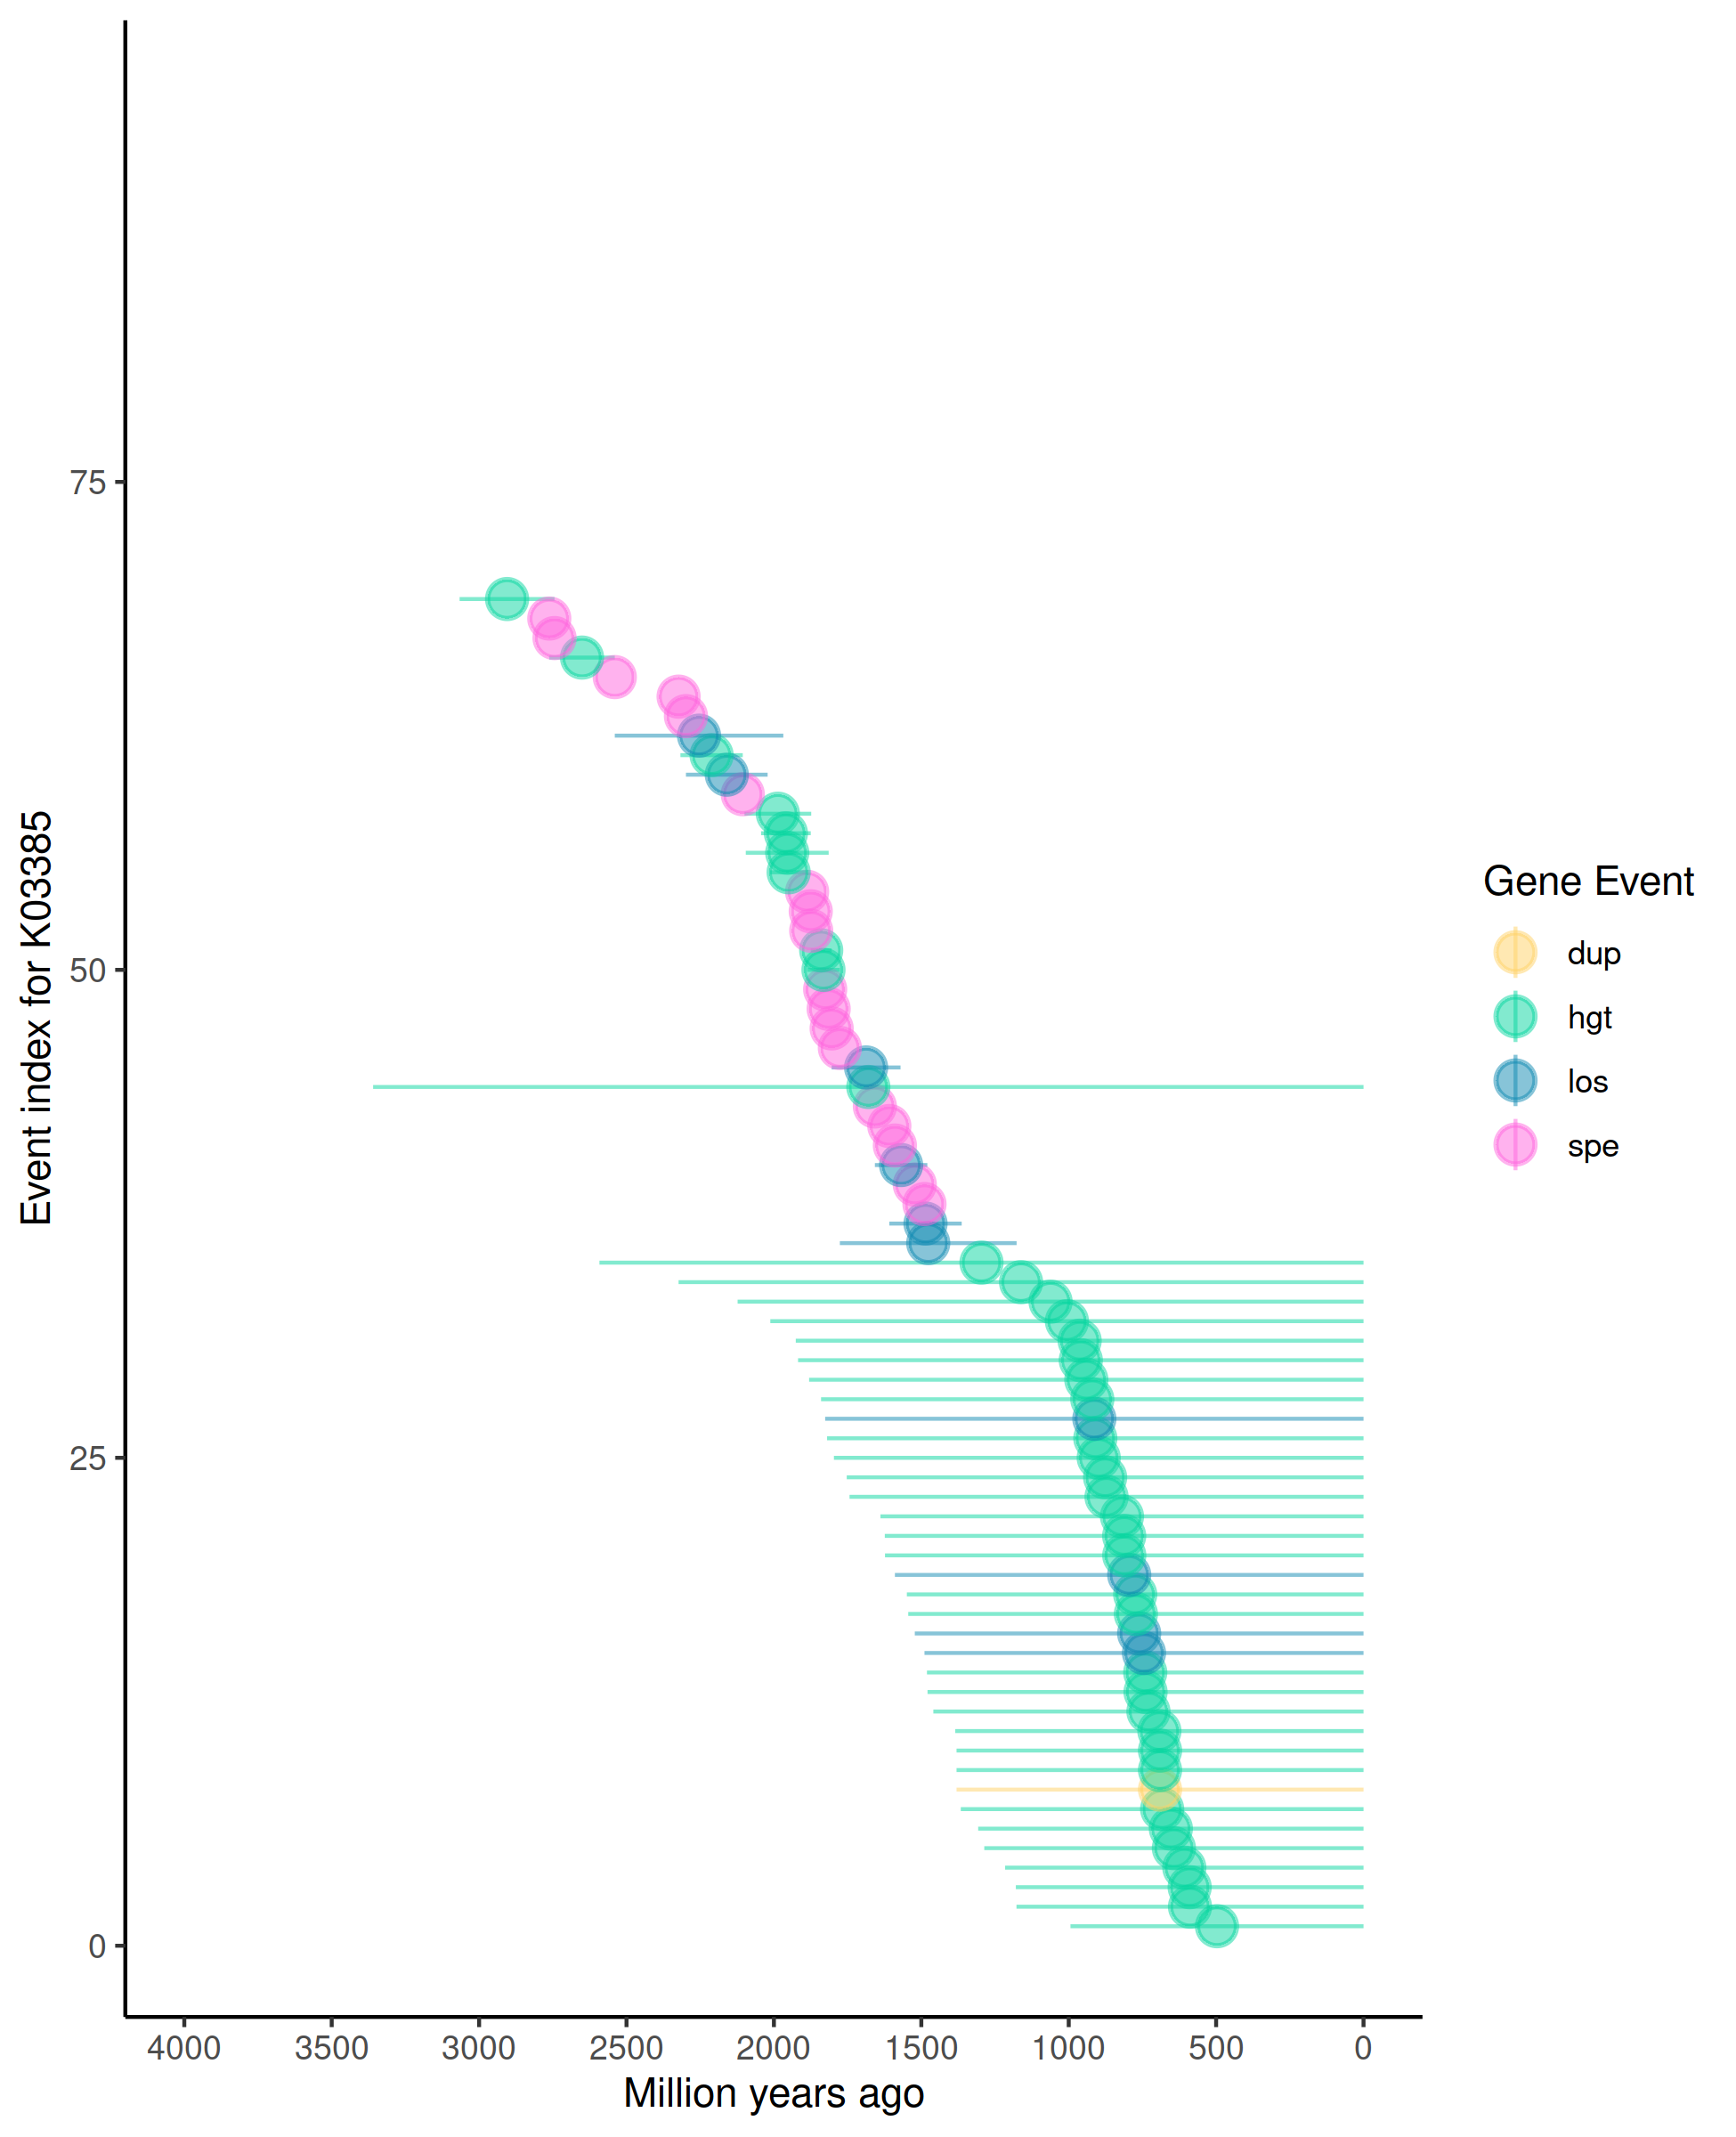 75
50
25
0
Event index for K03385
4000 3500 3000 2500 2000 1500 1000 500 0
Million years ago
Gene Event
dup
hgt
los
spe